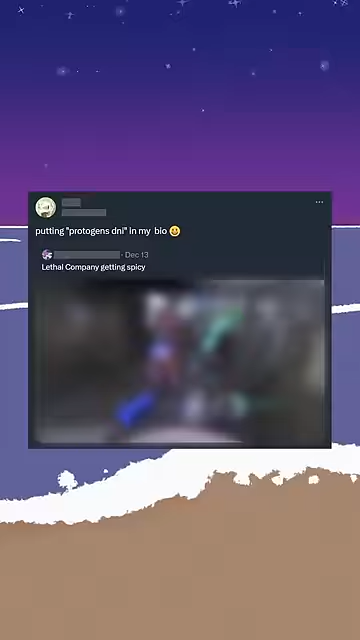 putting "protogens dni" in my bio 😃
· Dec 13
Lethal Company getting spicy